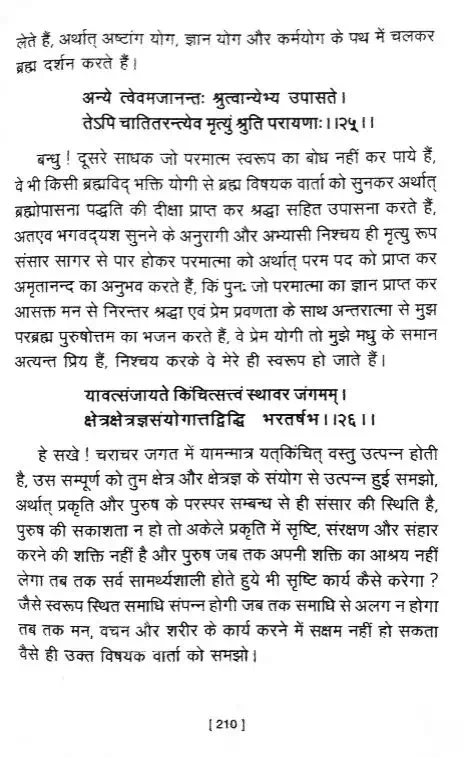 लेते हैं, अर्थात् अष्टांग योग, ज्ञान योग और कर्मयोग के पथ में चलकर
ब्रह्म दर्शन करते हैं।
अन्ये त्वेवमजानन्तः श्रुत्वान्येभ्य उपासते।
तेऽपि चातितरन्त्येव मृत्युं श्रुति परायणाः।।२५।।
बन्धु ! दूसरे साधक जो परमात्म स्वरूप का बोध नहीं कर पाये हैं,
वे भी किसी ब्रह्मविद् भक्ति योगी से ब्रह्म विषयक वार्ता को सुनकर अर्थात्
ब्रह्मोपासना पद्धति की दीक्षा प्राप्त कर श्रद्धा सहित उपासना करते हैं,
अतएव भगवद्यश सुनने के अनुरागी और अभ्यासी निश्चय ही मृत्यु रूप
संसार सागर से पार होकर परमात्मा को अर्थात् परम पद को प्राप्त कर
अमृतानन्द का अनुभव करते हैं, किं पुनः जो परमात्मा का ज्ञान प्राप्त कर
आसक्त मन से निरन्तर श्रद्धा एवं प्रेम प्रवणता के साथ अन्तरात्मा से मुझ
परब्रह्म पुरुषोत्तम का भजन करते हैं, वे प्रेम योगी तो मुझे मधु के समान
अत्यन्त प्रिय हैं, निश्चय करके वे मेरे ही स्वरूप हो जाते हैं।
यावत्संजायते किंचित्सत्त्वं स्थावर जंगमम्।
क्षेत्रक्षेत्रज्ञसंयोगात्तद्विद्धि भरतर्षभ।।२६।।
हे सखे ! चराचर जगत में यामन्मात्र यत्किंचित् वस्तु उत्पन्न होती
है, उस सम्पूर्ण को तुम क्षेत्र और क्षेत्रज्ञ के संयोग से उत्पन्न हुई समझो,
अर्थात् प्रकृति और पुरुष के परस्पर सम्बन्ध से ही संसार की स्थिति है,
पुरुष की सकाशता न हो तो अकेले प्रकृति में सृष्टि, संरक्षण और संहार
करने की शक्ति नहीं है और पुरुष जब तक अपनी शक्ति का आश्रय नहीं
लेगा तब तक सर्व सामर्थ्यशाली होते हुये भी सृष्टि कार्य कैसे करेगा ?
जैसे स्वरूप स्थित समाधि संपन्न होगी जब तक समाधि से अलग न होगा
तब तक मन, वचन और शरीर के कार्य करने में सक्षम नहीं हो सकता
वैसे ही उक्त विषयक वार्ता को समझो।
[ 210 ]